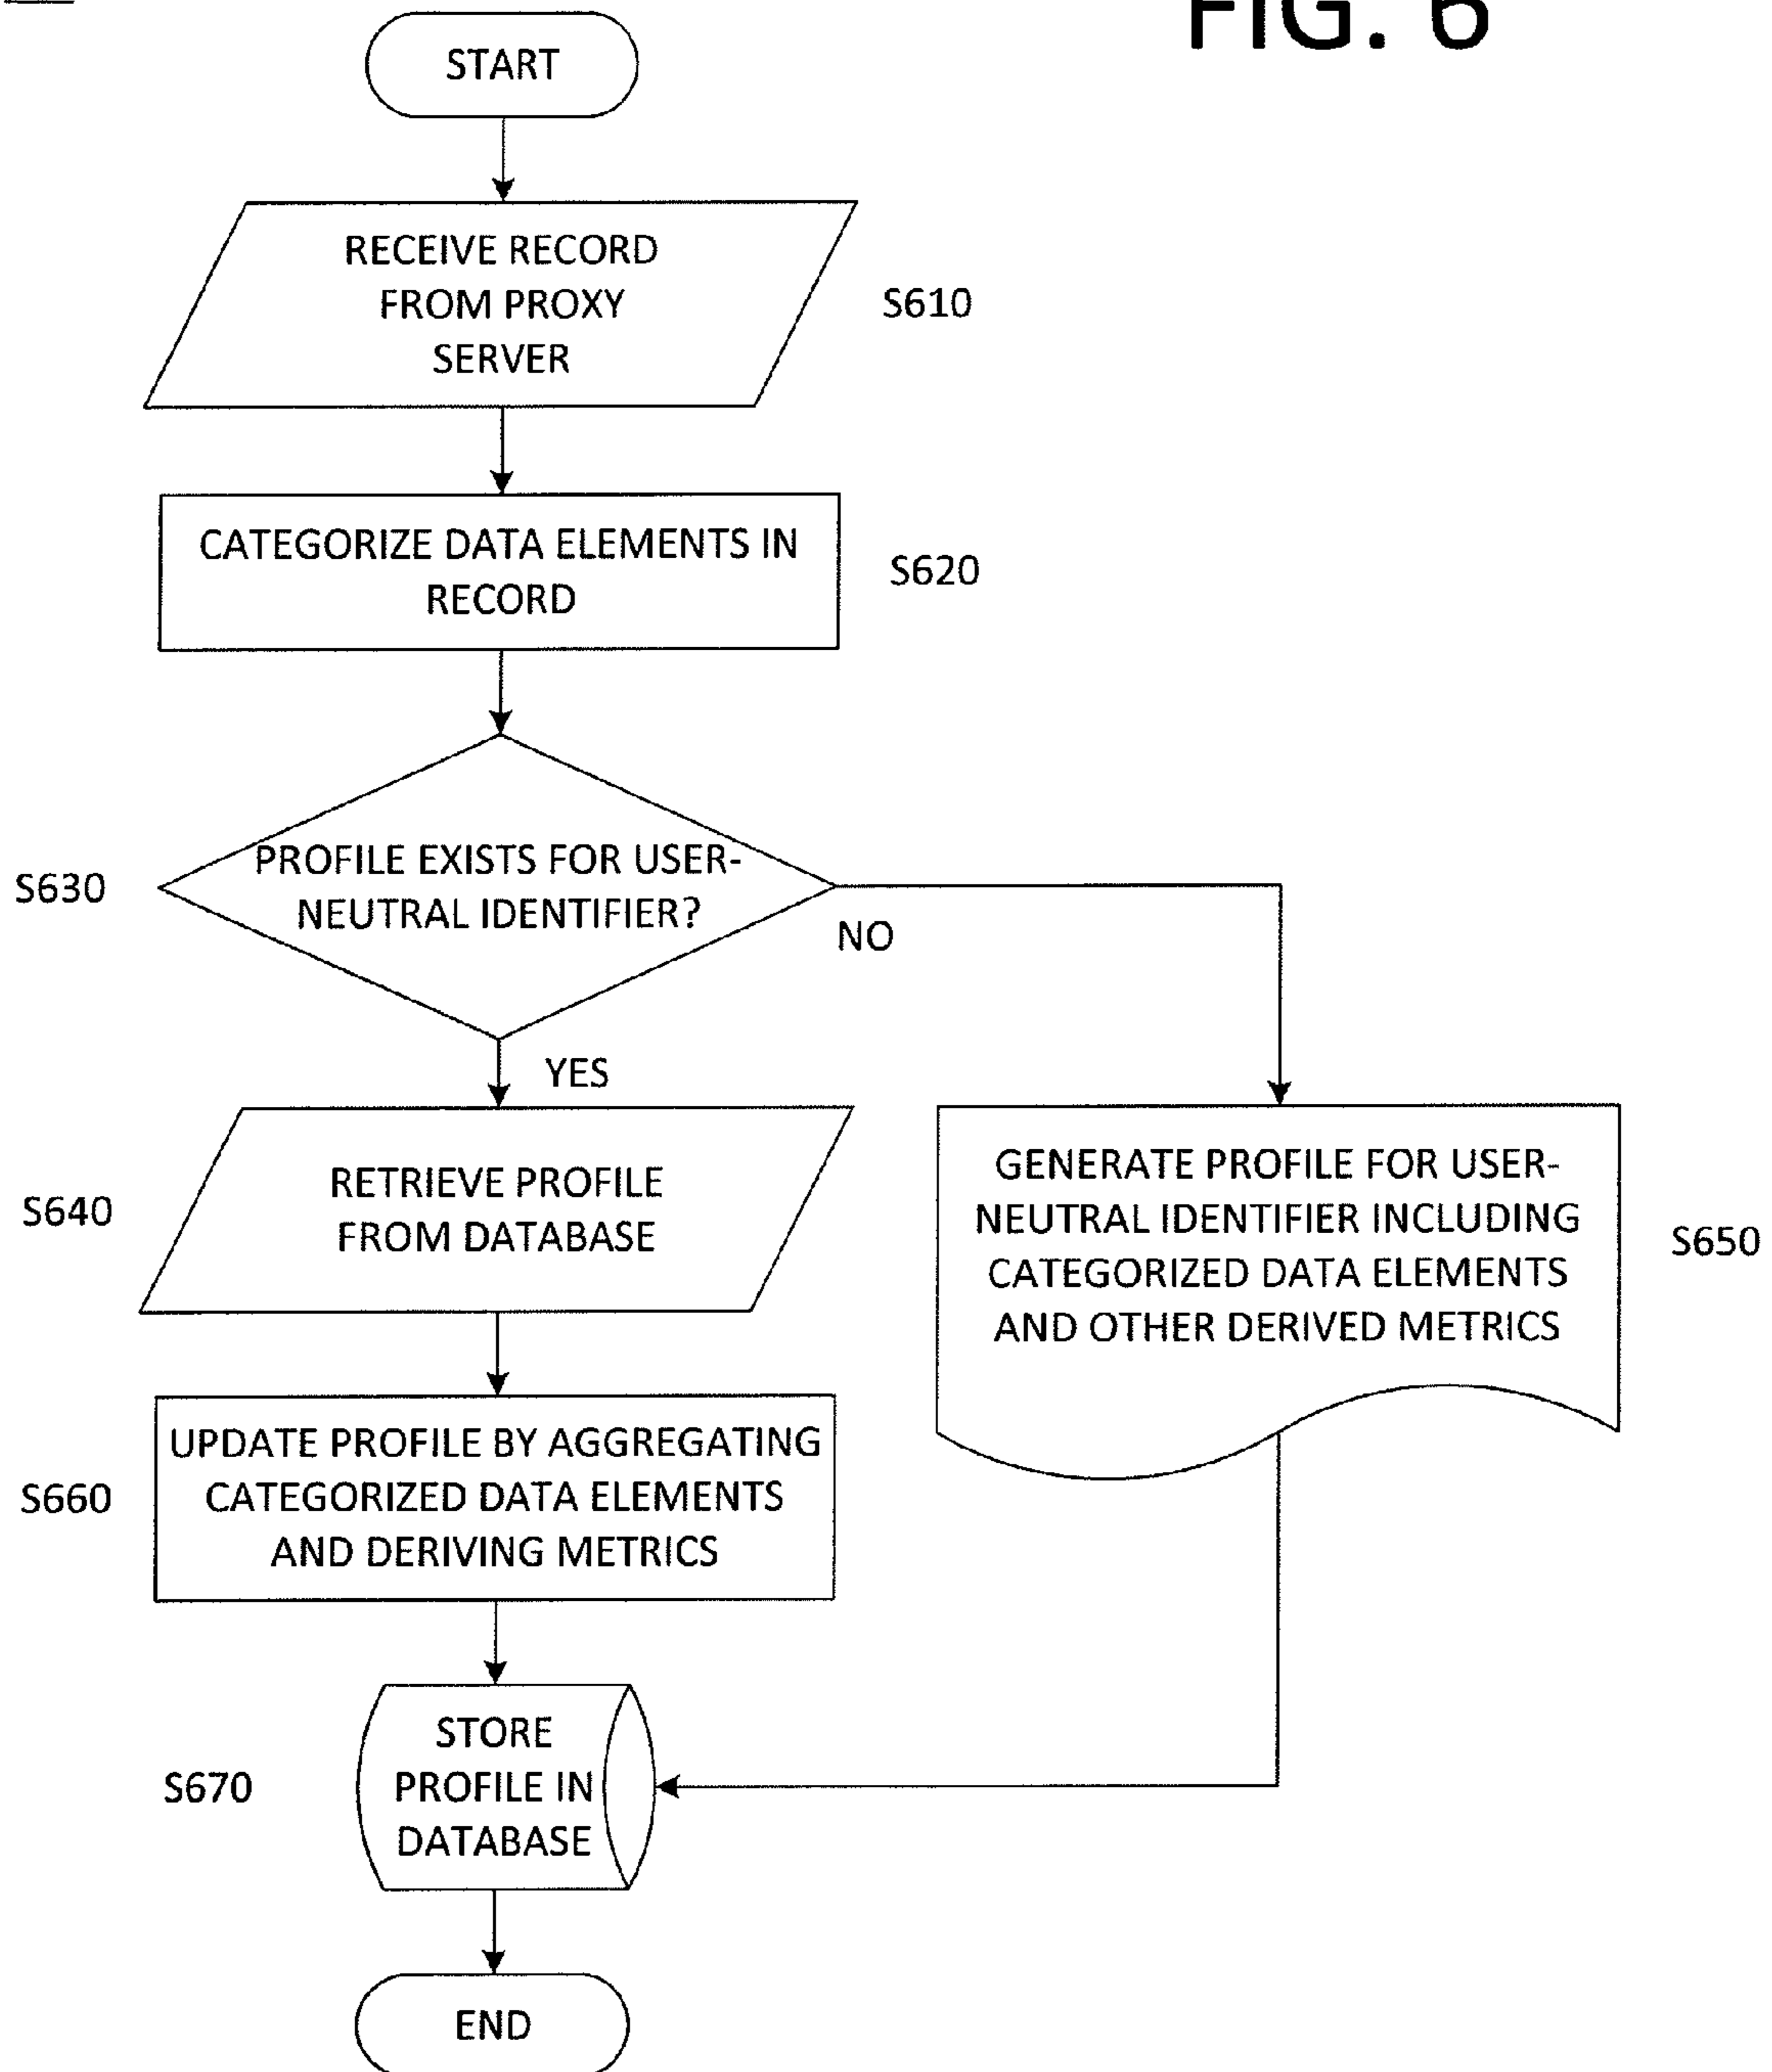 FIG. 6
START
RECEIVE RECORD
FROM PROXY
SERVER
S610
CATEGORIZE DATA ELEMENTS IN
RECORD
S620
PROFILE EXISTS FOR USER-
NEUTRAL IDENTIFIER?
S630
NO
YES
RETRIEVE PROFILE
FROM DATABASE
S640
GENERATE PROFILE FOR USER-
NEUTRAL IDENTIFIER INCLUDING
CATEGORIZED DATA ELEMENTS
AND OTHER DERIVED METRICS
S650
UPDATE PROFILE BY AGGREGATING
CATEGORIZED DATA ELEMENTS
AND DERIVING METRICS
S660
STORE
PROFILE IN
DATABASE
S670
END